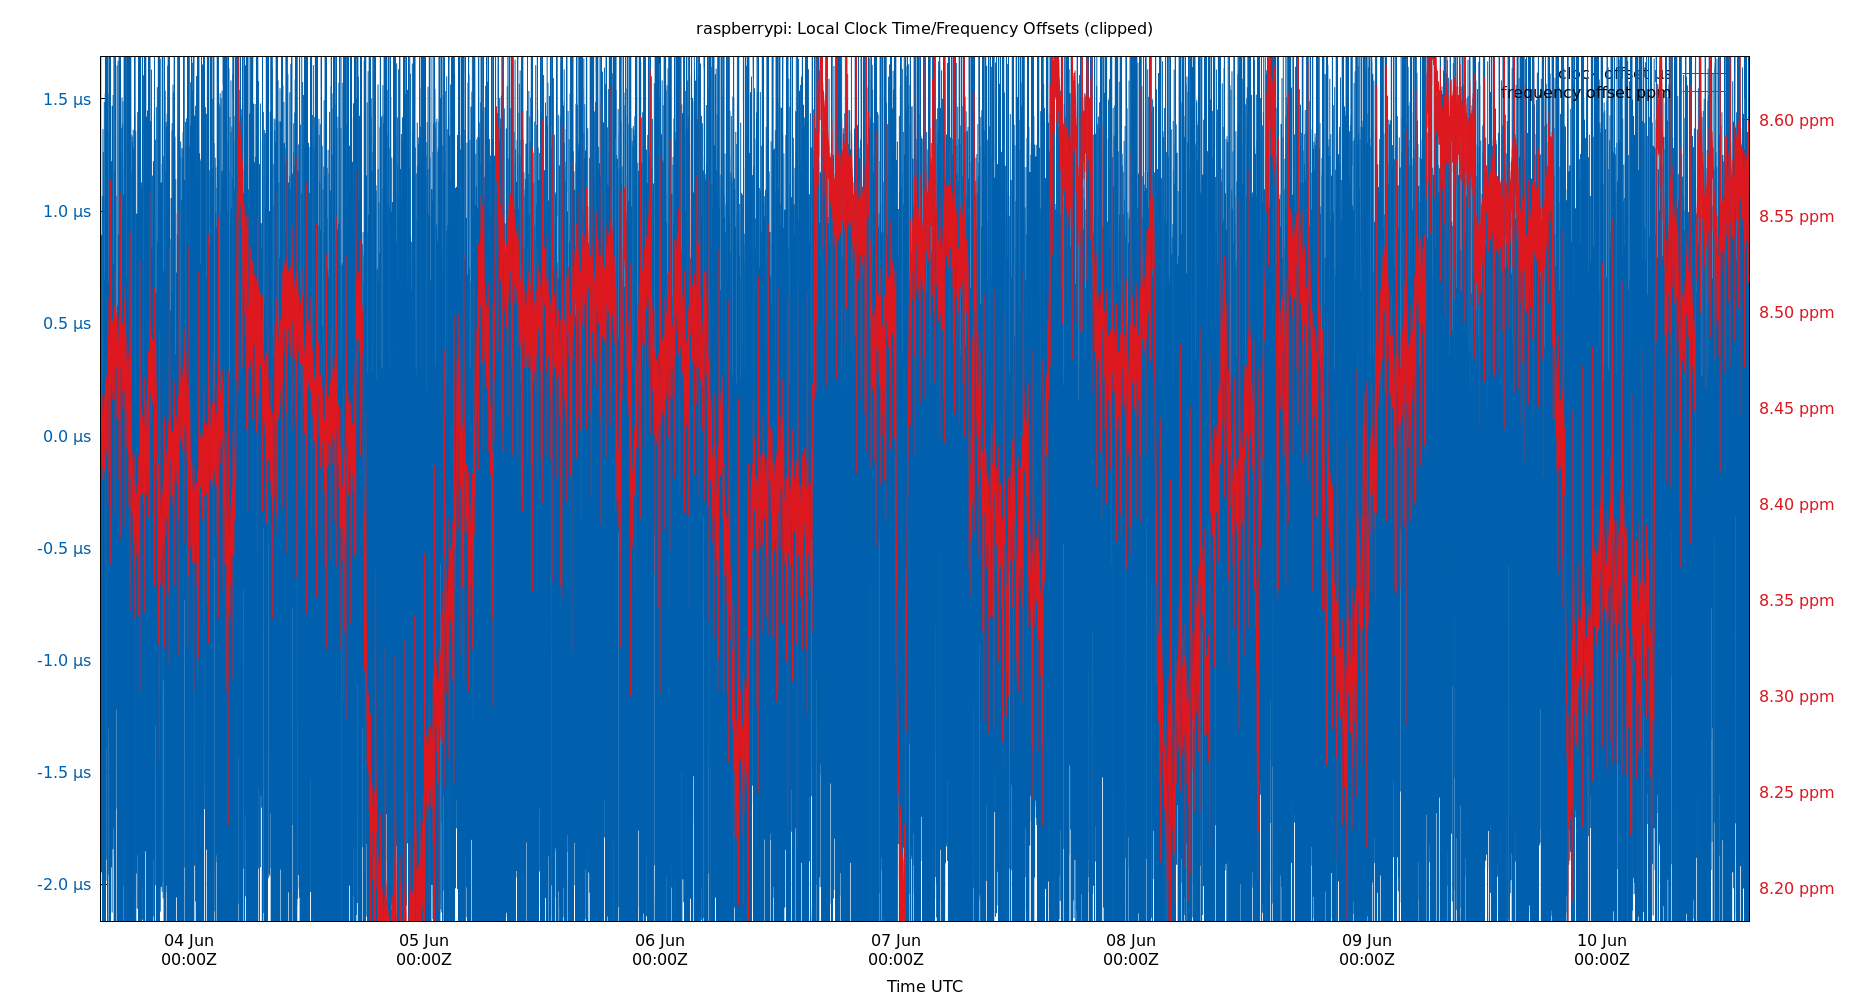 raspberrypi: Local Clock Time/Frequency Offsets (clipped)
clock offset µs
frequency offset ppm
1.5 µs
1.0 µs
0.5 µs
0.0 µs
-0.5 µs
-1.0 µs
-1.5 µs
-2.0 µs
8.60 ppm
8.55 ppm
8.50 ppm
8.45 ppm
8.40 ppm
8.35 ppm
8.30 ppm
8.25 ppm
8.20 ppm
04 Jun 05 Jun 06 Jun 07 Jun 08 Jun 09 Jun 10 Jun
00:00Z 00:00Z 00:00Z 00:00Z 00:00Z 00:00Z 00:00Z
Time UTC